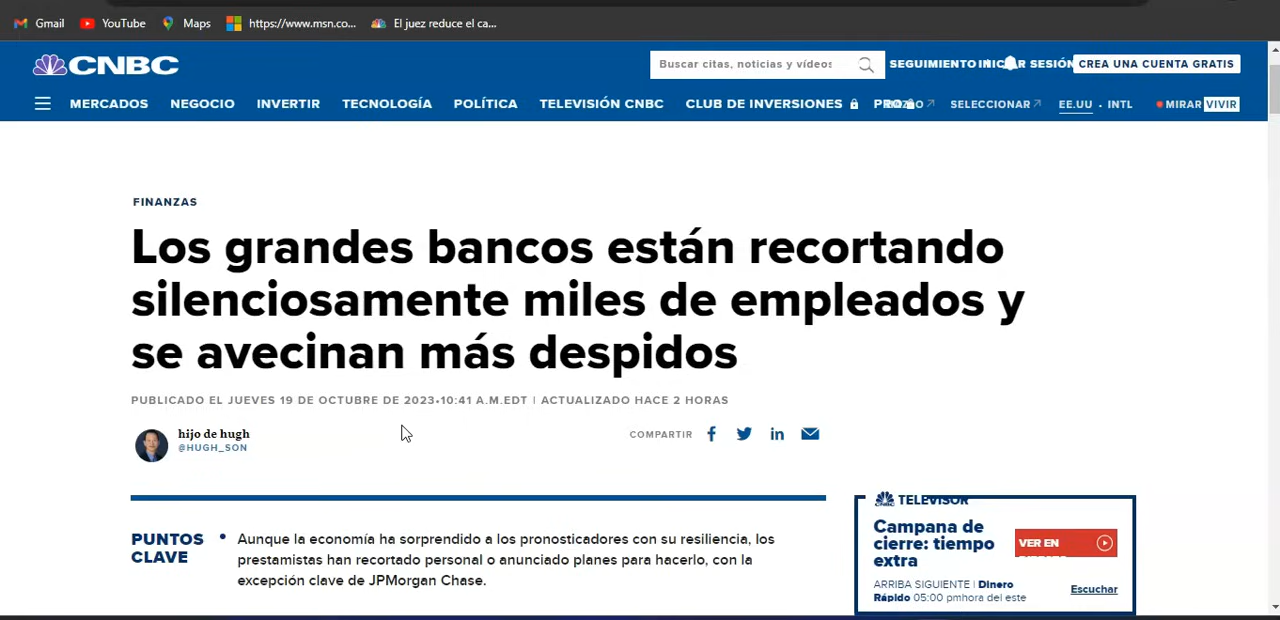 Gmail YouTube Maps https://www.msn.co... El juez reduce el ca...
CNBC Buscar citas, noticias y vídeos SEGUIMIENTO SESIÓN CREA UNA CUENTA GRATIS
MERCADOS NEGOCIO INVERTIR TECNOLOGÍA POLÍTICA TELEVISIÓN CNBC CLUB DE INVERSIONES PRO SELECCIONAR EE.UU • INTL MIRAR VIVIR
FINANZAS
Los grandes bancos están recortando
silenciosamente miles de empleados y
se avecinan más despidos
PUBLICADO EL JUEVES 19 DE OCTUBRE DE 2023•10:41 A.M.EDT | ACTUALIZADO HACE 2 HORAS
hijo de hugh
@HUGH_SON
COMPARTIR
PUNTOS
CLAVE
• Aunque la economía ha sorprendido a los pronosticadores con su resiliencia, los
prestamistas han recortado personal o anunciado planes para hacerlo, con la
excepción clave de JPMorgan Chase.
TELEVISOR
Campana de
cierre: tiempo
extra
VER EN
ARRIBA SIGUIENTE | Dinero
Rápido 05:00 pmhora del este
Escuchar